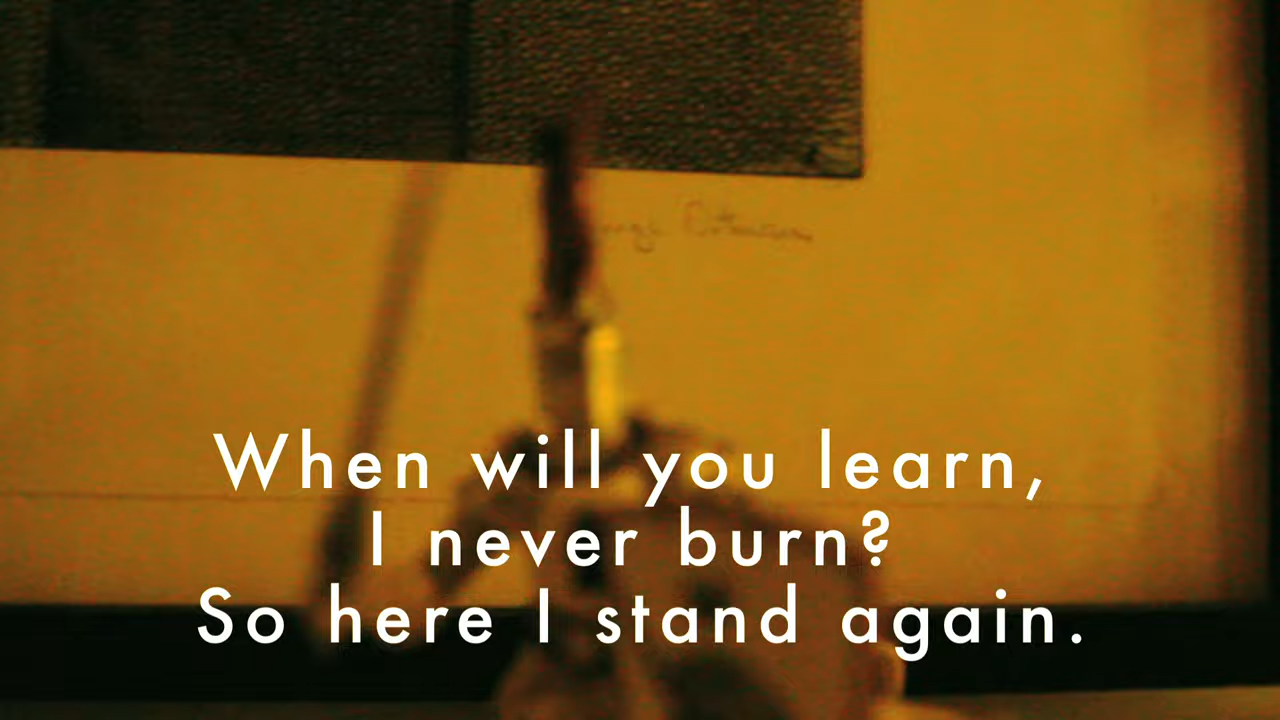 When will you learn,
I never burn?
So here I stand again.